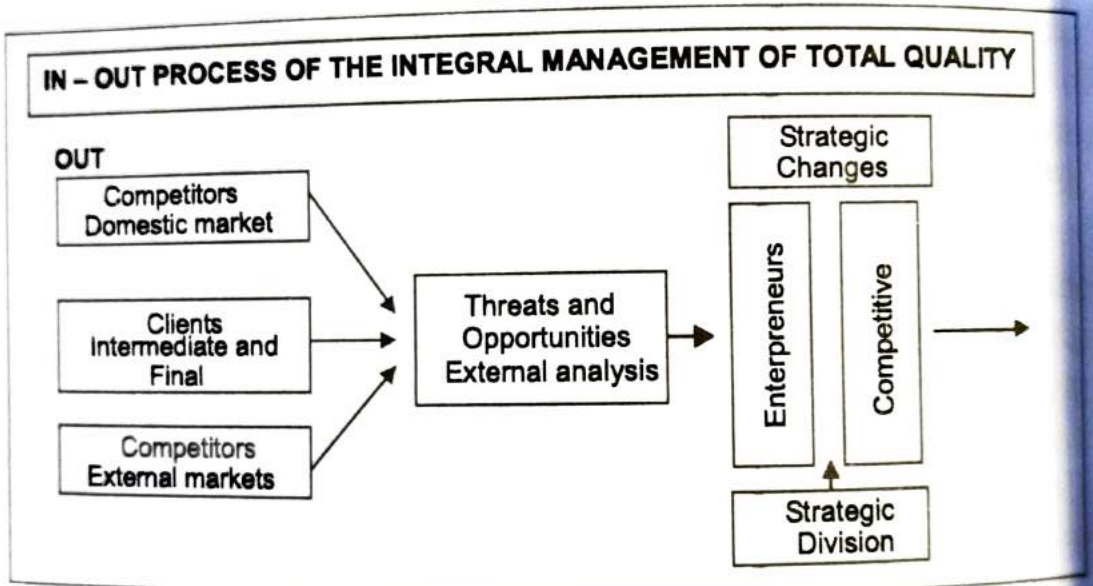 IN – OUT PROCESS OF THE INTEGRAL MANAGEMENT OF TOTAL QUALITY
OUT
Competitors
Domestic market
Clients
Intermediate and
Final
Competitors
External markets
Threats and
Opportunities
External analysis
Strategic
Changes
Enterpreneurs
Competitive
Strategic
Division